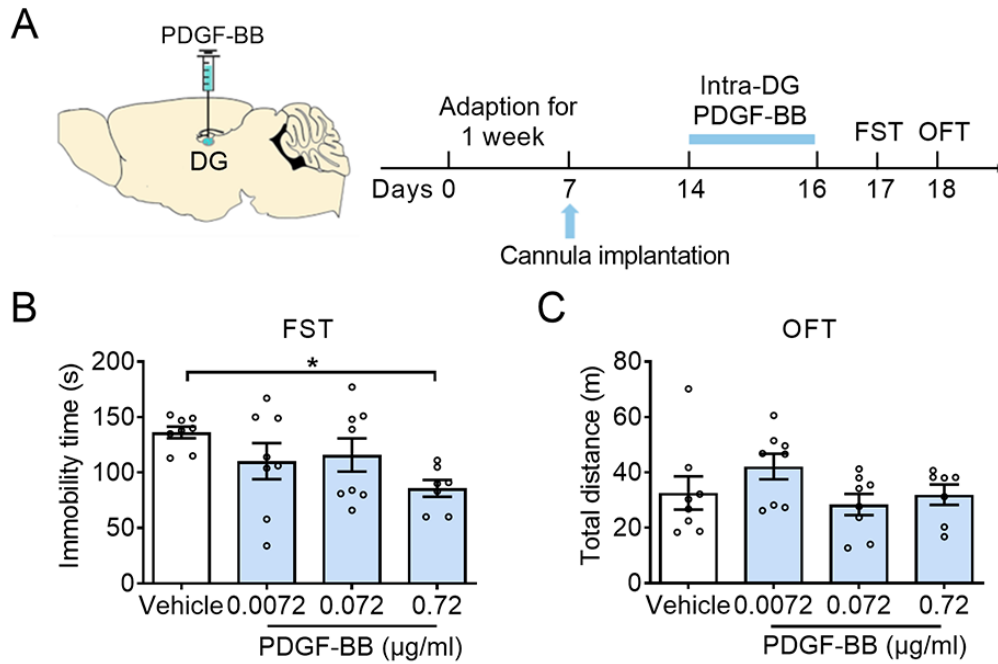 A
PDGF-BB
DG
Adaption for
1 week
Intra-DG
PDGF-BB
FST OFT
Days 0 7 14 16 17 18
Cannula implantation
B
FST
*
Immobility time (s)
200
150
100
50
0
Vehicle 0.0072 0.072 0.72
PDGF-BB (μg/ml)
C
OFT
Total distance (m)
80
60
40
20
0
Vehicle 0.0072 0.072 0.72
PDGF-BB (μg/ml)